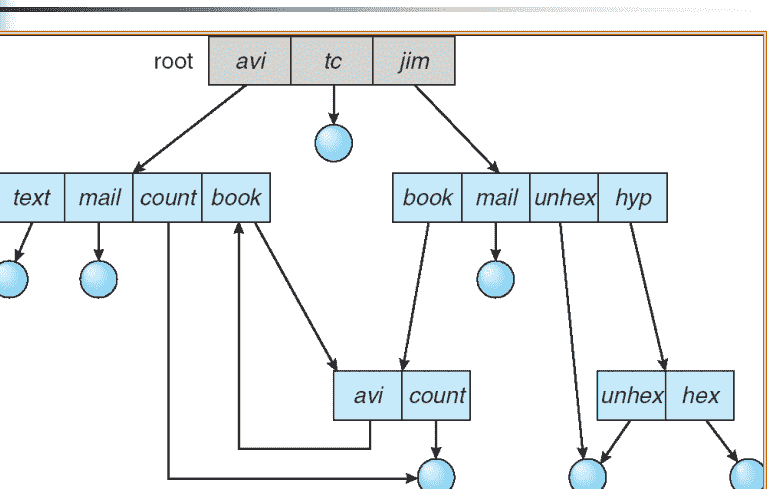 root avi tc jim
text mail count book book mail unhex hyp
avi count unhex hex